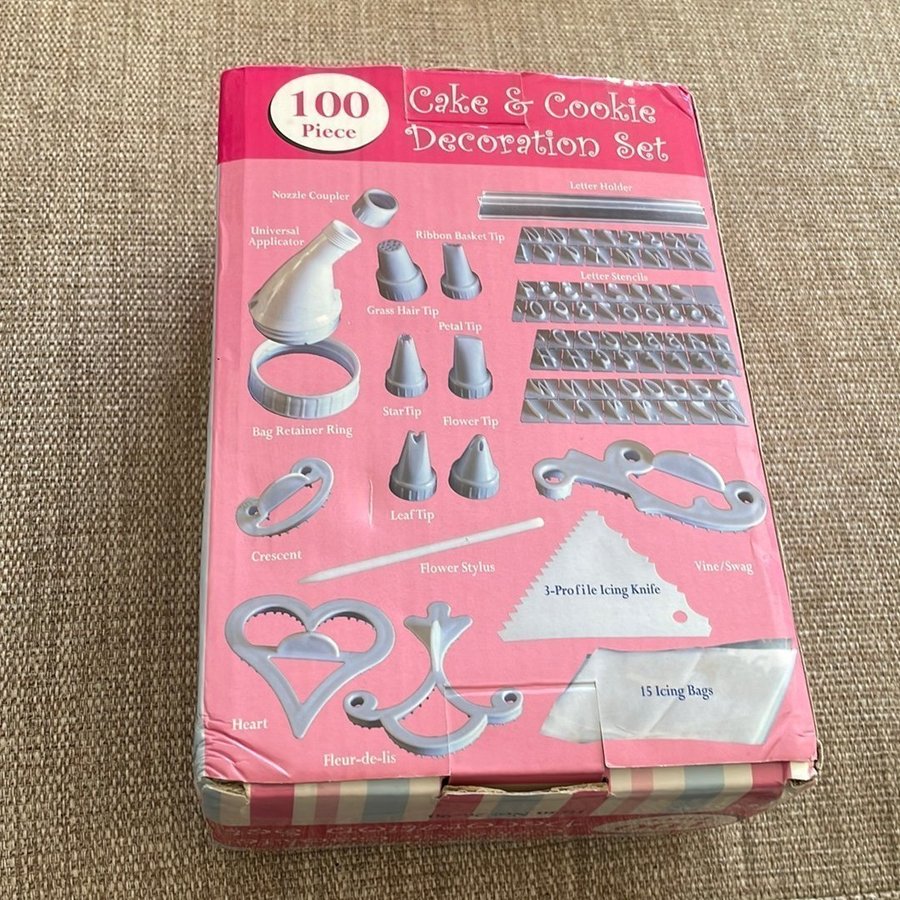 100
Piece
Cake & Cookie
Decoration Set
Nozzle Coupler
Letter Holder
Universal
Applicator
Ribbon Basket Tip
Letter Stencils
Grass Hair Tip
Petal Tip
StarTip
Flower Tip
Bag Retainer Ring
Leaf Tip
Crescent
Flower Stylus
Vine/Swag
3-Profile Icing Knife
15 Icing Bags
Heart
Fleur-de-lis